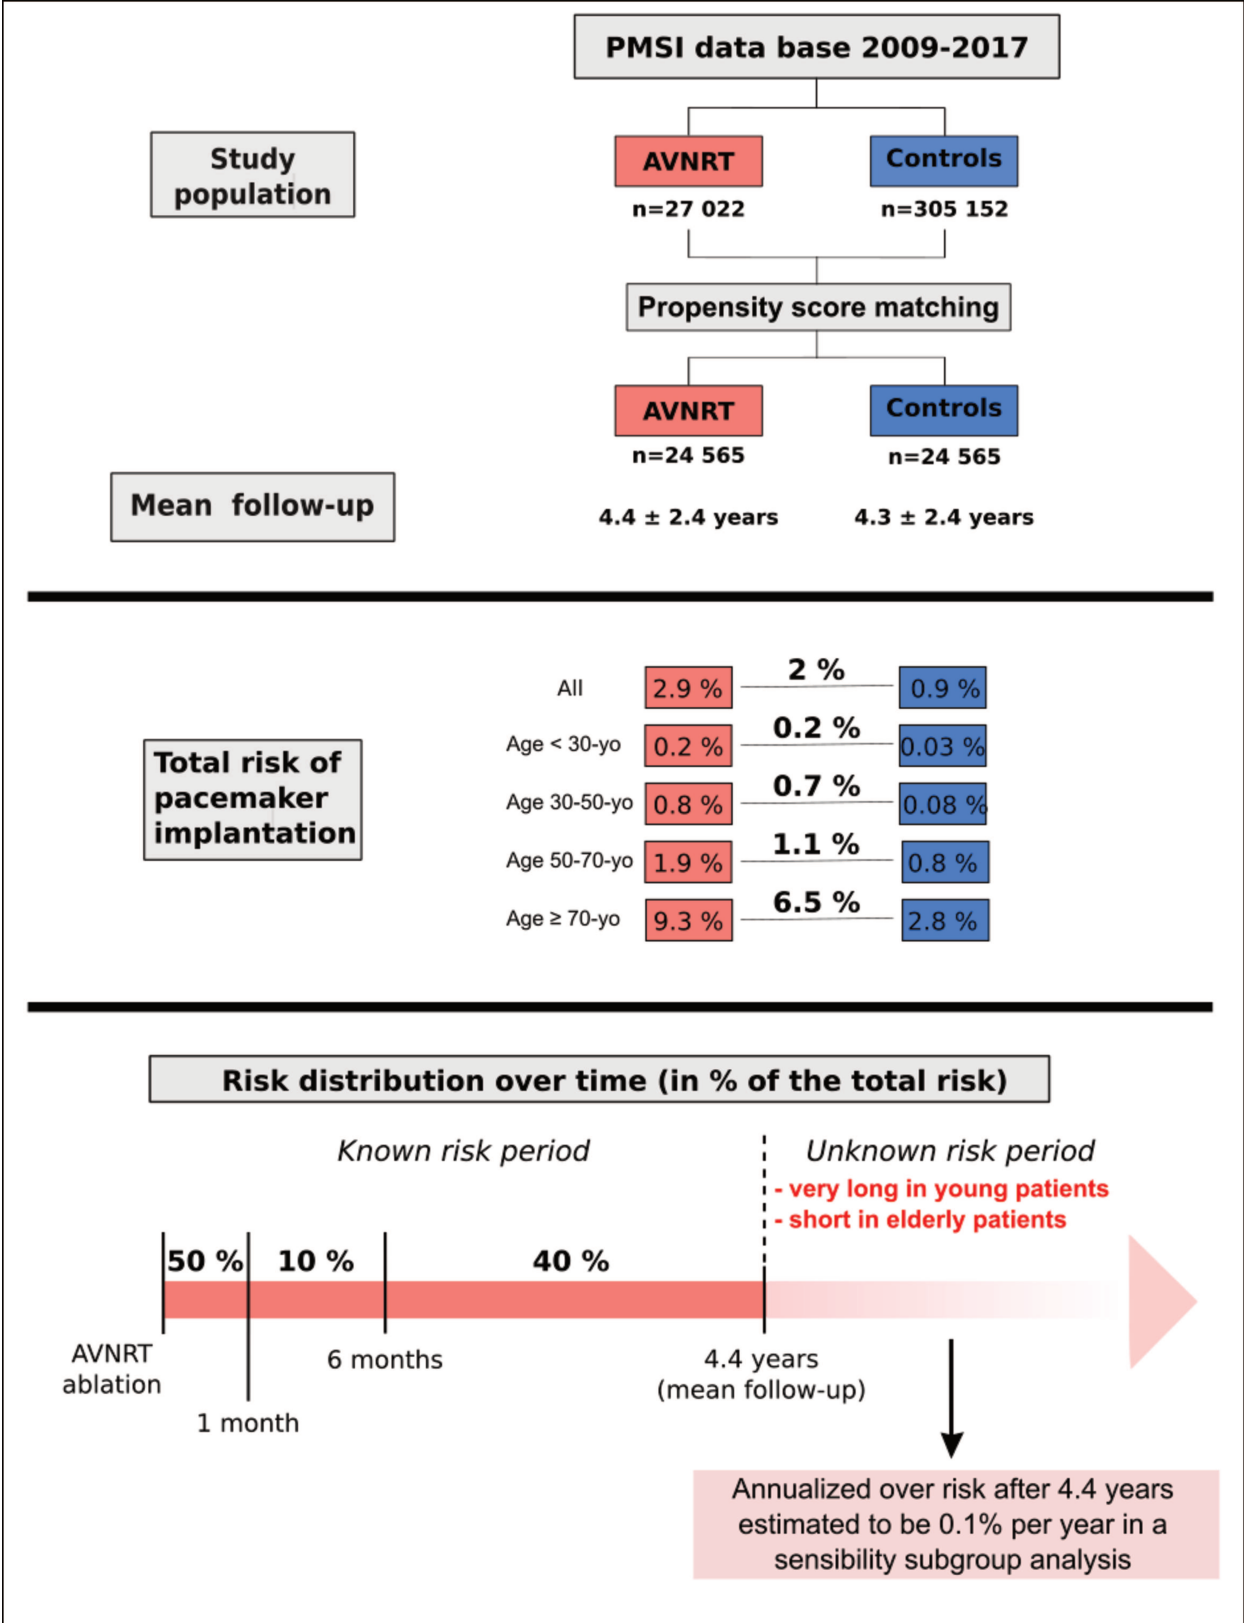 PMSI data base 2009-2017
Study
population
AVNRT
Controls
n=27 022
n=305 152
Propensity score matching
AVNRT
Controls
n=24 565
n=24 565
Mean follow-up
4.4 ± 2.4 years
4.3 ± 2.4 years
Total risk of
pacemaker
implantation
All 2.9 % 2 % 0.9 %
Age < 30-yo 0.2 % 0.2 % 0.03 %
Age 30-50-yo 0.8 % 0.7 % 0.08 %
Age 50-70-yo 1.9 % 1.1 % 0.8 %
Age ≥ 70-yo 9.3 % 6.5 % 2.8 %
Risk distribution over time (in % of the total risk)
Known risk period
Unknown risk period
- very long in young patients
- short in elderly patients
50 % 10 % 40 %
AVNRT
ablation
1 month
6 months
4.4 years
(mean follow-up)
Annualized over risk after 4.4 years
estimated to be 0.1% per year in a
sensibility subgroup analysis